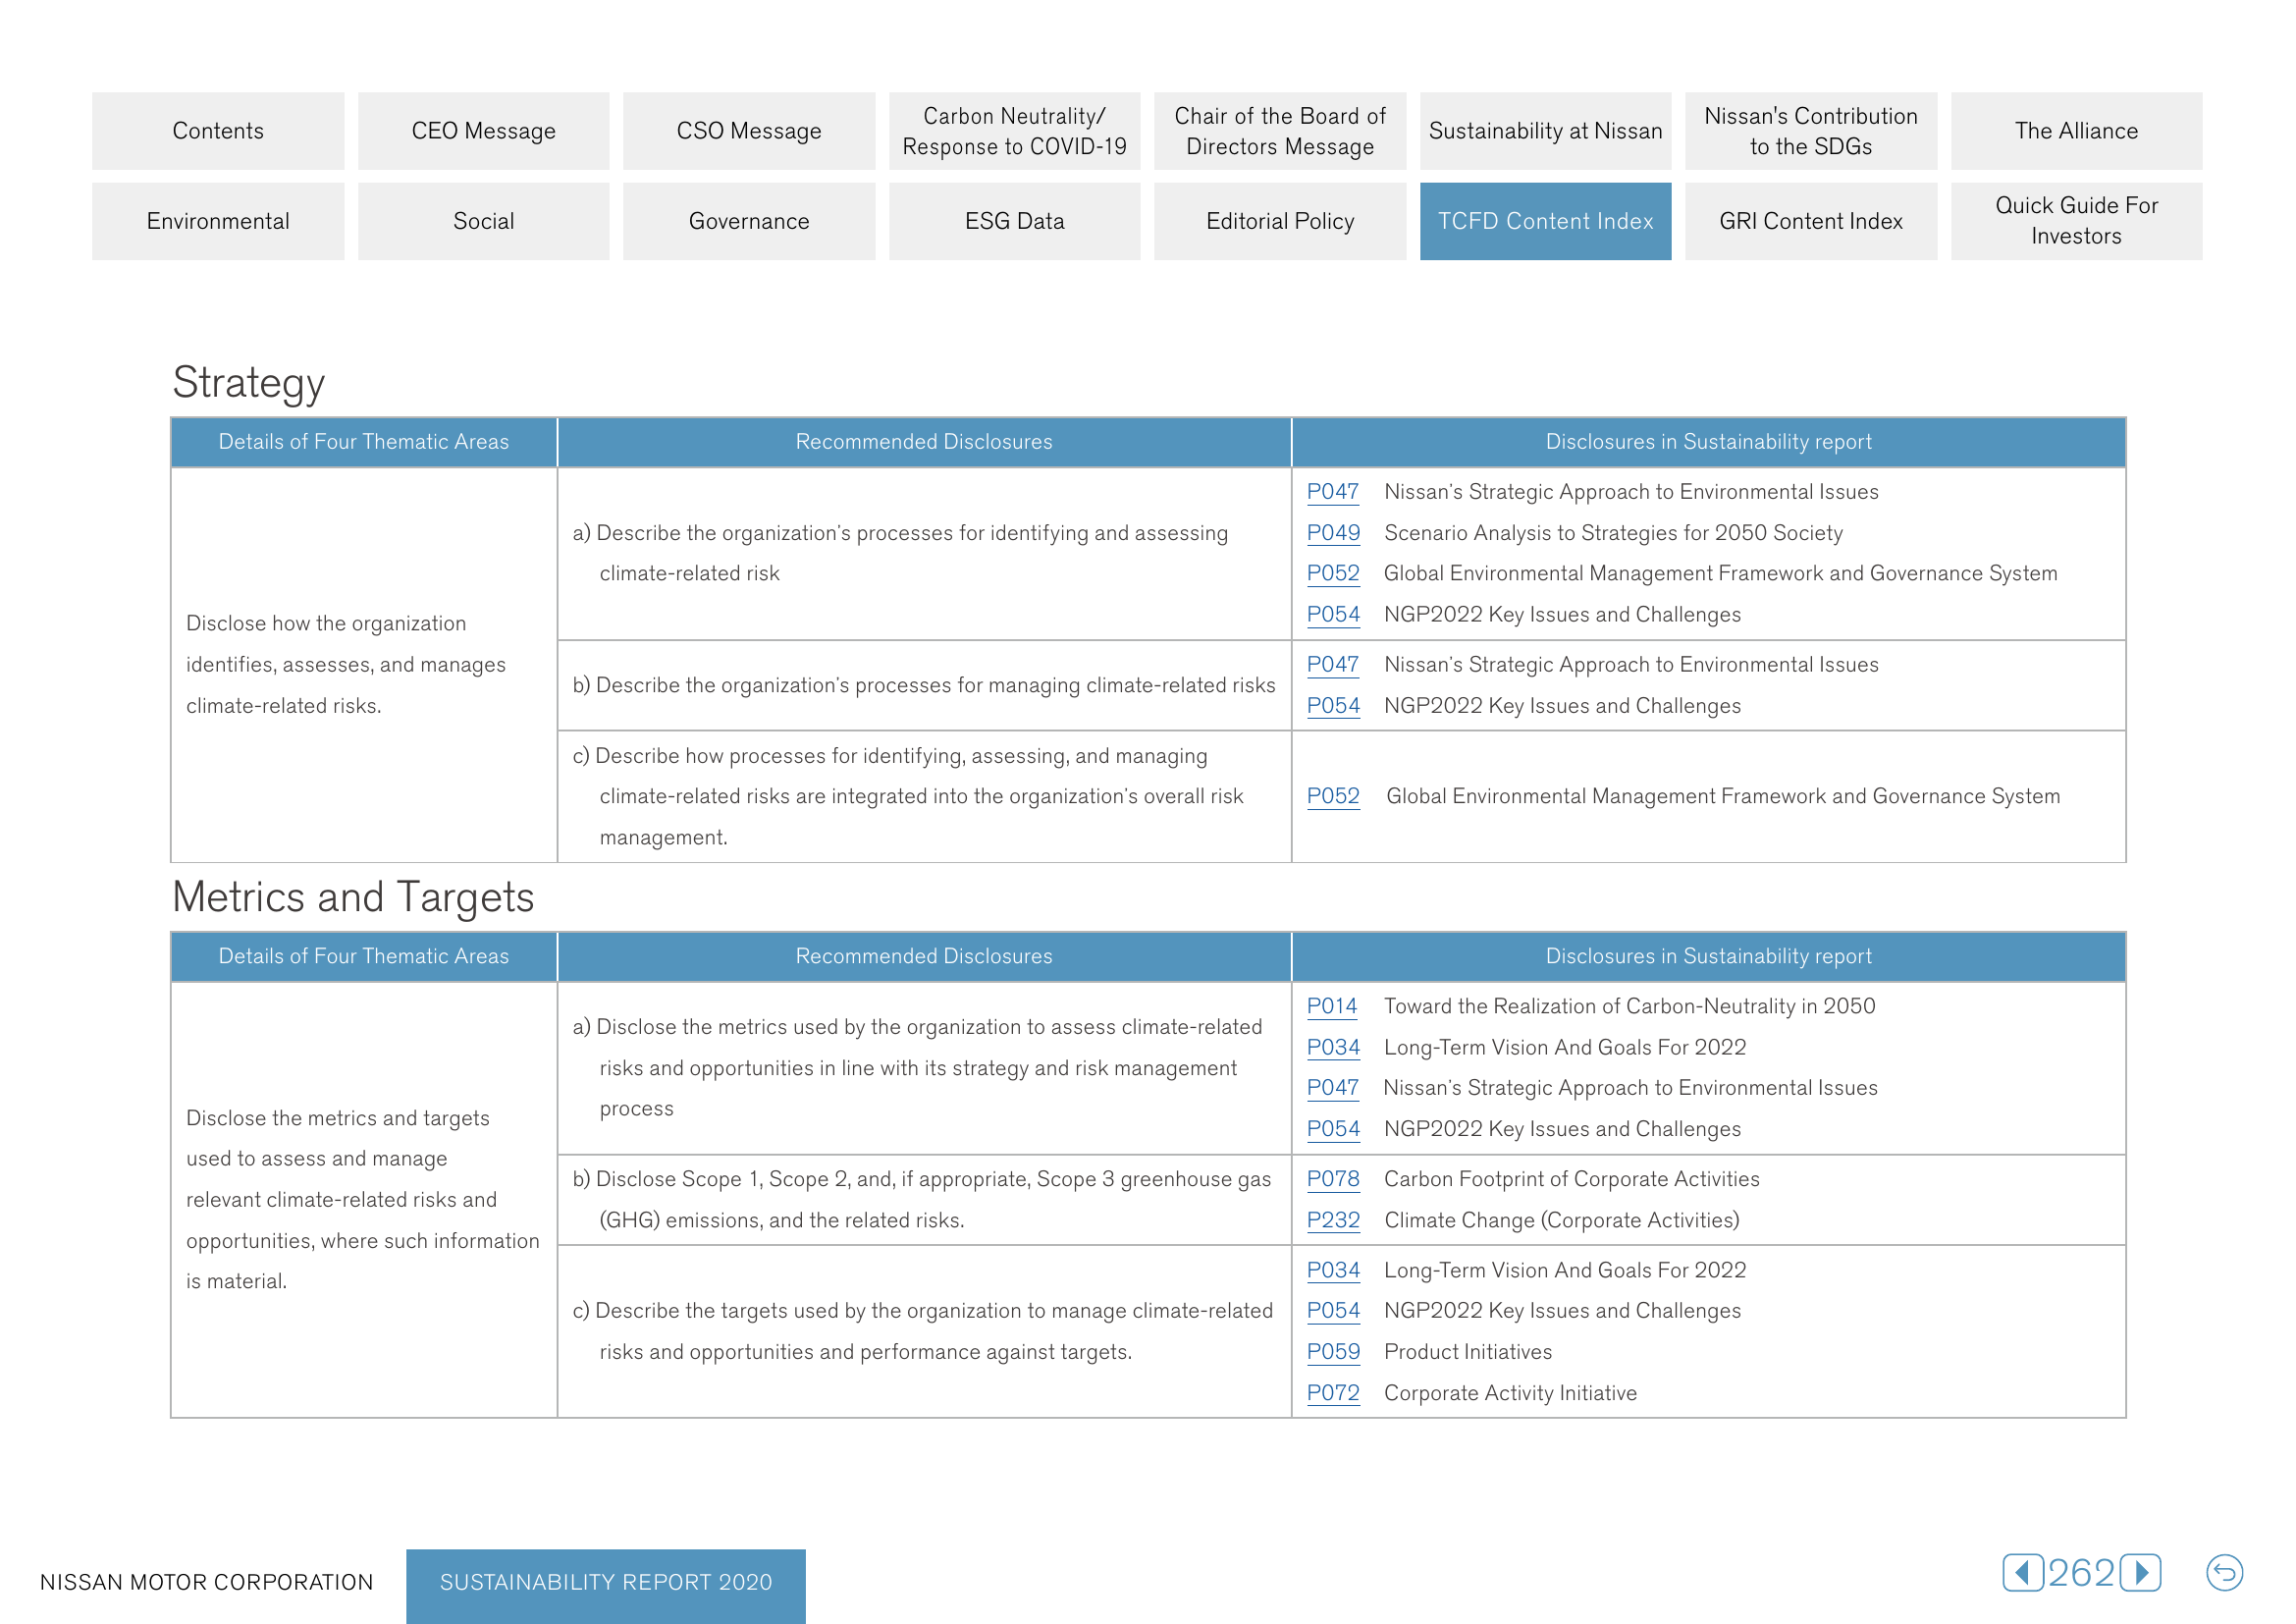 Contents
CEO Message
CSO Message
Carbon Neutrality/
Response to COVID-19
Chair of the Board of
Directors Message
Sustainability at Nissan
Nissan's Contribution
to the SDGs
The Alliance
Environmental
Social
Governance
ESG Data
Editorial Policy
TCFD Content Index
GRI Content Index
Quick Guide For
Investors
Strategy
Details of Four Thematic Areas
Recommended Disclosures
Disclosures in Sustainability report
Disclose how the organization
identifies, assesses, and manages
climate-related risks.
a) Describe the organization's processes for identifying and assessing
climate-related risk
P047 Nissan's Strategic Approach to Environmental Issues
P049 Scenario Analysis to Strategies for 2050 Society
P052 Global Environmental Management Framework and Governance System
P054 NGP2022 Key Issues and Challenges
b) Describe the organization's processes for managing climate-related risks
P047 Nissan's Strategic Approach to Environmental Issues
P054 NGP2022 Key Issues and Challenges
c) Describe how processes for identifying, assessing, and managing
climate-related risks are integrated into the organization's overall risk
management.
P052 Global Environmental Management Framework and Governance System
Metrics and Targets
Details of Four Thematic Areas
Recommended Disclosures
Disclosures in Sustainability report
Disclose the metrics and targets
used to assess and manage
relevant climate-related risks and
opportunities, where such information
is material.
a) Disclose the metrics used by the organization to assess climate-related
risks and opportunities in line with its strategy and risk management
process
P014 Toward the Realization of Carbon-Neutrality in 2050
P034 Long-Term Vision And Goals For 2022
P047 Nissan's Strategic Approach to Environmental Issues
P054 NGP2022 Key Issues and Challenges
b) Disclose Scope 1, Scope 2, and, if appropriate, Scope 3 greenhouse gas
(GHG) emissions, and the related risks.
P078 Carbon Footprint of Corporate Activities
P232 Climate Change (Corporate Activities)
c) Describe the targets used by the organization to manage climate-related
risks and opportunities and performance against targets.
P034 Long-Term Vision And Goals For 2022
P054 NGP2022 Key Issues and Challenges
P059 Product Initiatives
P072 Corporate Activity Initiative
NISSAN MOTOR CORPORATION
SUSTAINABILITY REPORT 2020
262